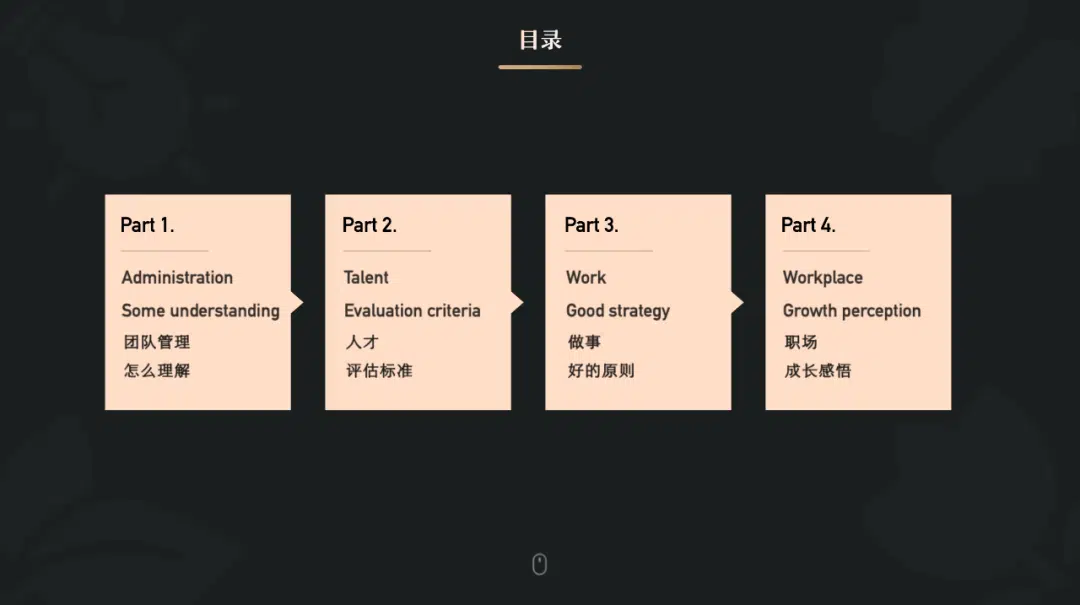 目录
Part 1.
Administration
Some understanding
团队管理
怎么理解
Part 2.
Talent
Evaluation criteria
人才
评估标准
Part 3.
Work
Good strategy
做事
好的原则
Part 4.
Workplace
Growth perception
职场
成长感悟